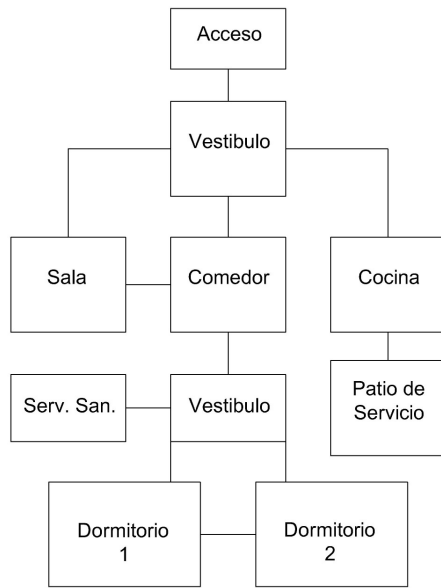 Acceso
Vestibulo
Sala
Comedor
Cocina
Serv. San.
Vestibulo
Patio de
Servicio
Dormitorio
1
Dormitorio
2